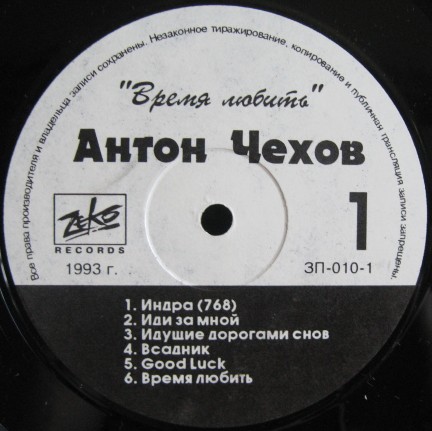 Все права производителя и владельца записи сохранены. Незаконное тиражирование, копирование и публичная трансляция записи запрещены.
"Время любить"
Антон Чехов
ZEKO
RECORDS
1993 г.
1
ЗП-010-1
1. Индра (768)
2. Иди за мной
3. Идущие дорогами снов
4. Всадник
5. Good Luck
6. Время любить